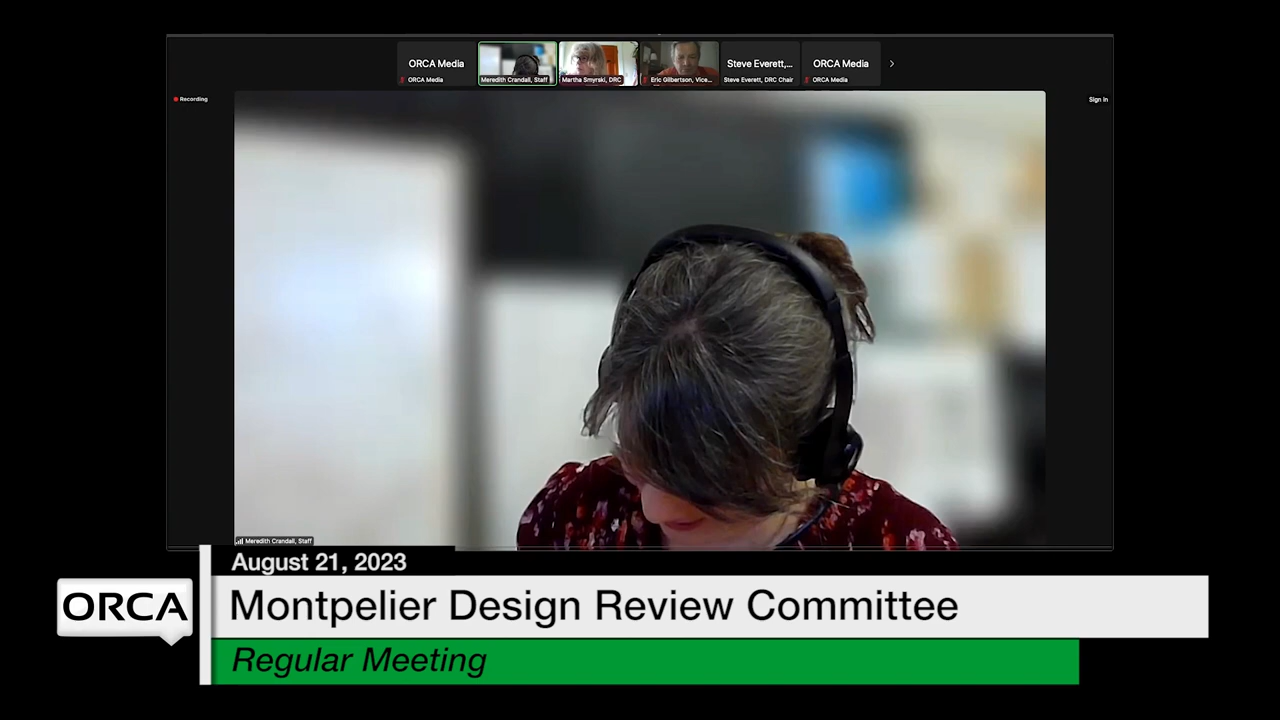 ORCA Media
Steve Everett,...
ORCA Media
ORCA Media
Meredith Crandall, Staff
Martha Smyrski, DRC
Eric Gilbertson, Vice...
Steve Everett, DRC Chair
ORCA Media
Recording
Sign in
Meredith Crandall, Staff
August 21, 2023
ORCA
Montpelier Design Review Committee
Regular Meeting